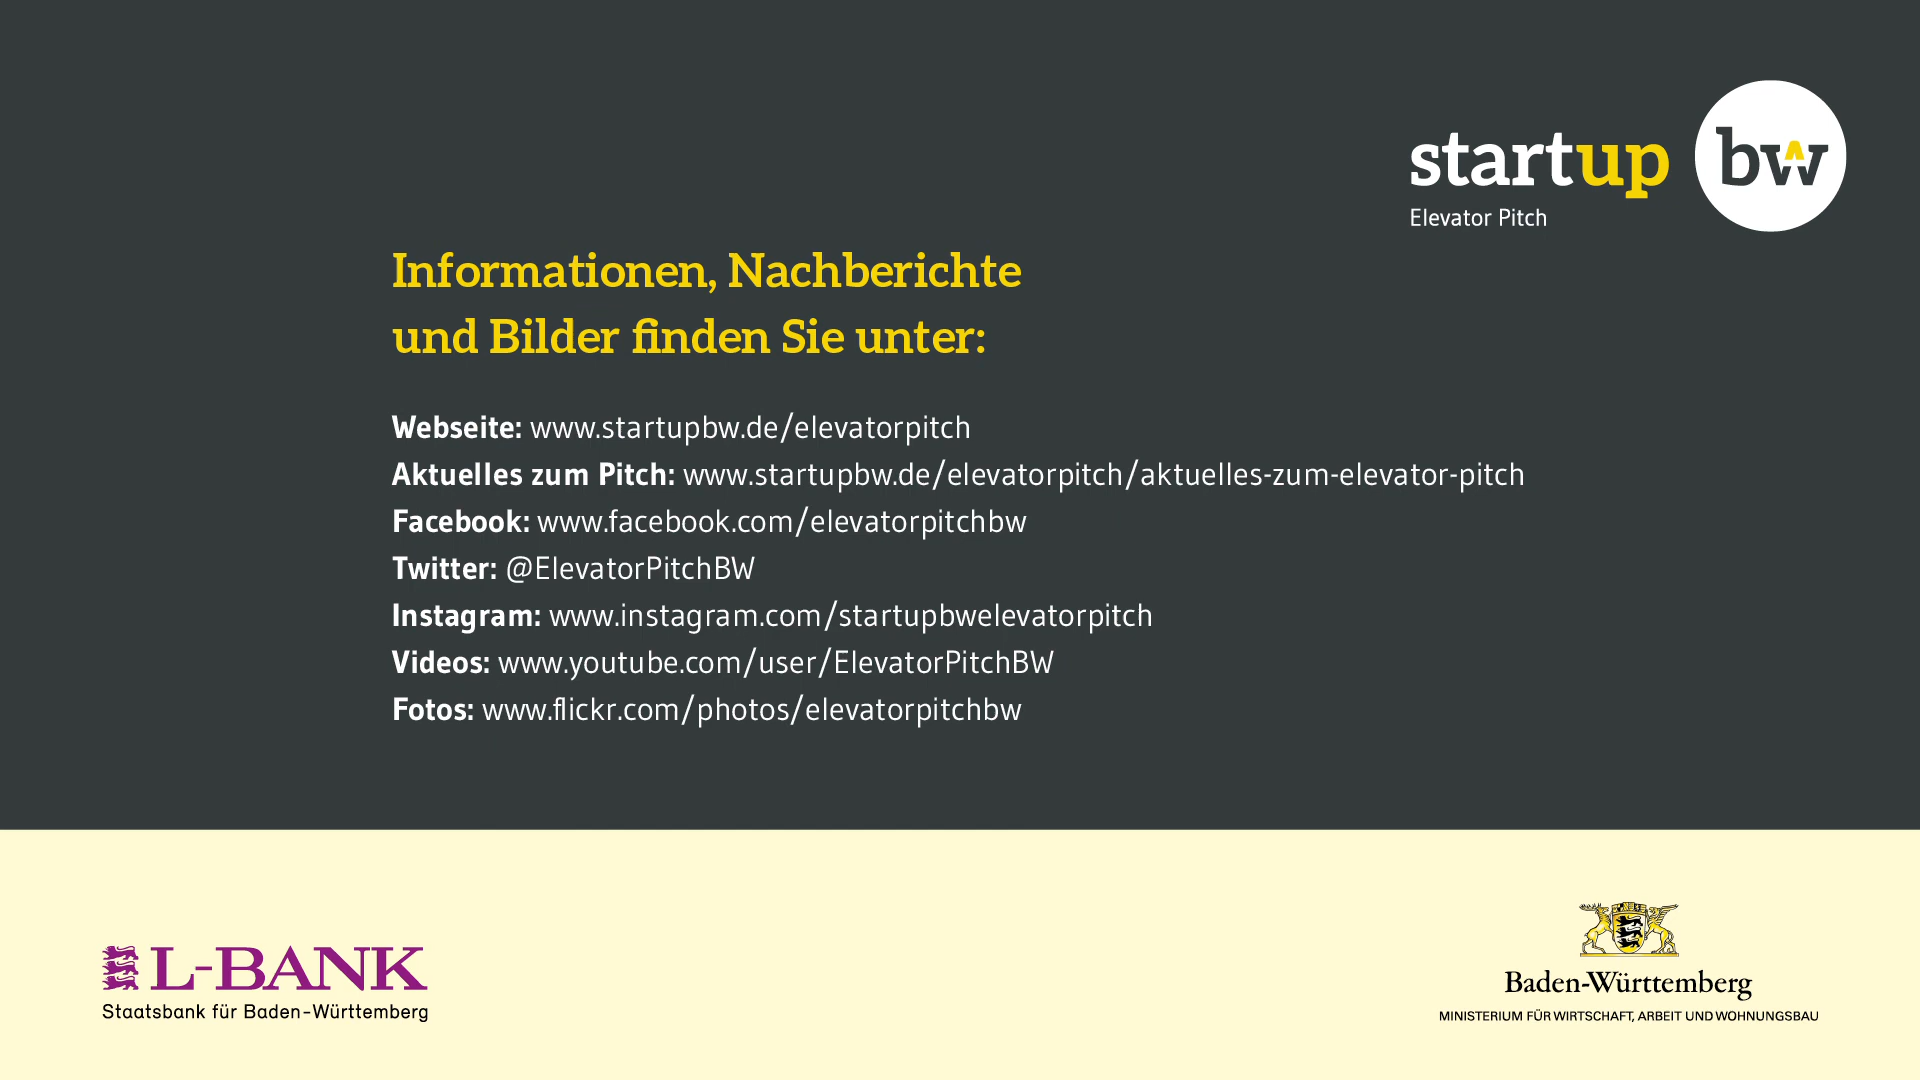 startup bw
Elevator Pitch
Informationen, Nachberichte
und Bilder finden Sie unter:
Webseite: www.startupbw.de/elevatorpitch
Aktuelles zum Pitch: www.startupbw.de/elevatorpitch/aktuelles-zum-elevator-pitch
Facebook: www.facebook.com/elevatorpitchbw
Twitter: @ElevatorPitchBW
Instagram: www.instagram.com/startupbwelevatorpitch
Videos: www.youtube.com/user/ElevatorPitchBW
Fotos: www.flickr.com/photos/elevatorpitchbw
L-BANK
Staatsbank für Baden-Württemberg
Baden-Württemberg
MINISTERIUM FÜR WIRTSCHAFT, ARBEIT UND WOHNUNGSBAU